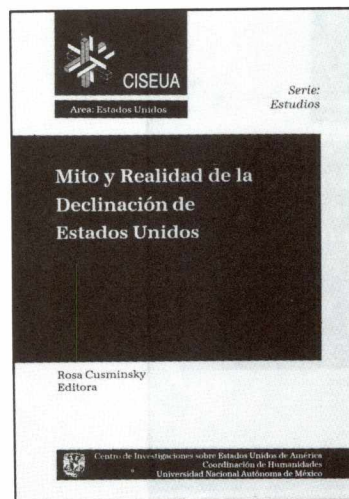 CISEUA
Area: Estados Unidos
Serie:
Estudios
Mito y Realidad de la
Declinación de
Estados Unidos
Rosa Cusminsky
Editora
Centro de Investigaciones sobre Estados Unidos de América
Coordinación de Humanidades
Universidad Nacional Autónoma de México